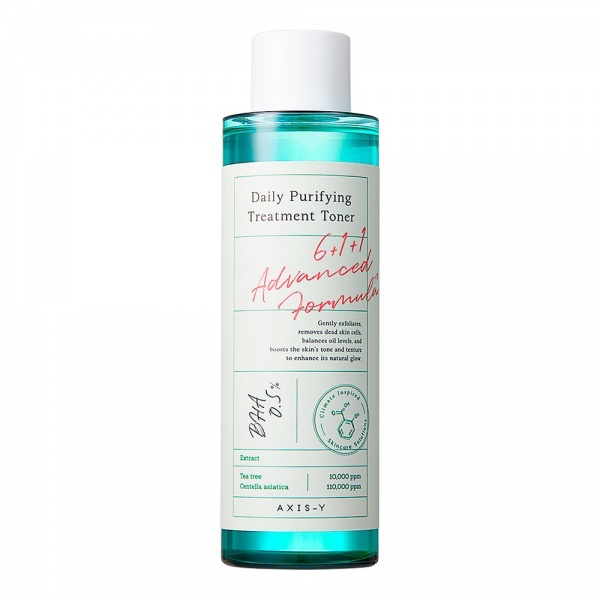 Daily Purifying
Treatment Toner
6+1+1
Advanced
Formula
Gently exfoliates,
removes dead skin cells,
balances oil levels, and
boosts the skin's tone and texture
to enhance its natural glow.
BHA
0.5%
Climate Inspired
Skincare Solutions
OH
Extract
Tea tree 10,000 ppm
Centella asiatica 110,000 ppm
AXIS-Y